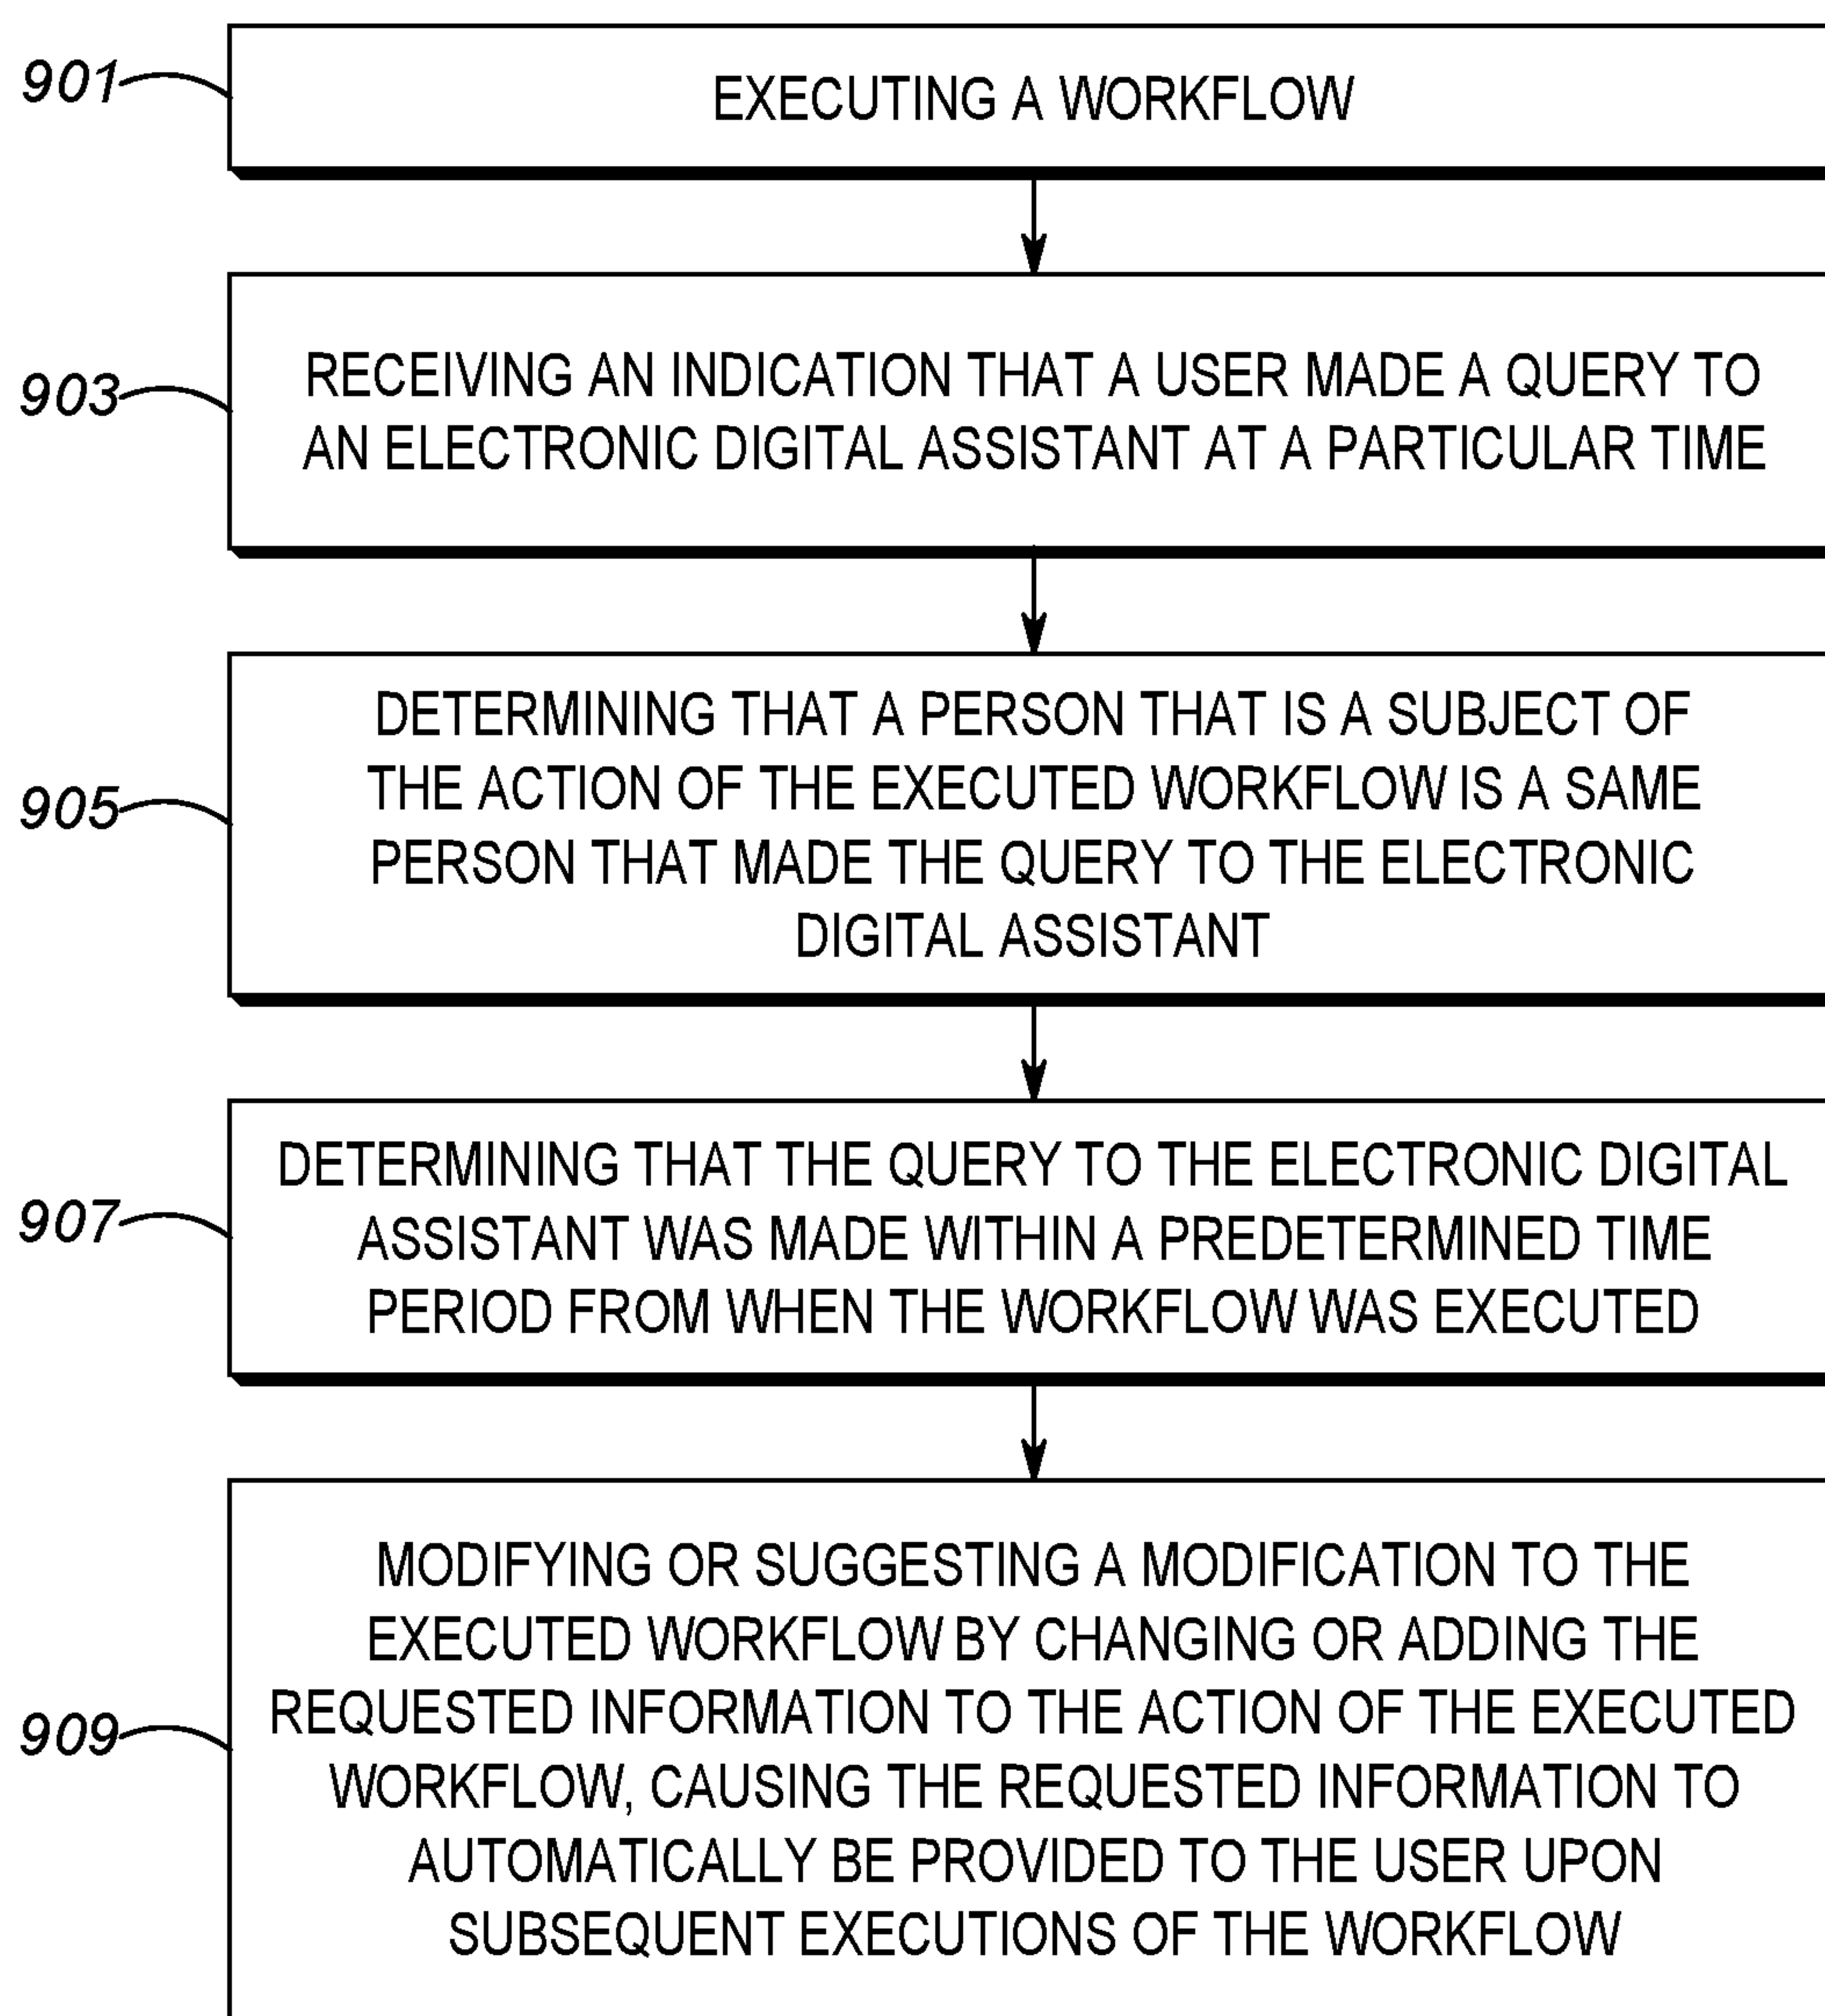 901
EXECUTING A WORKFLOW
903
RECEIVING AN INDICATION THAT A USER MADE A QUERY TO
AN ELECTRONIC DIGITAL ASSISTANT AT A PARTICULAR TIME
905
DETERMINING THAT A PERSON THAT IS A SUBJECT OF
THE ACTION OF THE EXECUTED WORKFLOW IS A SAME
PERSON THAT MADE THE QUERY TO THE ELECTRONIC
DIGITAL ASSISTANT
907
DETERMINING THAT THE QUERY TO THE ELECTRONIC DIGITAL
ASSISTANT WAS MADE WITHIN A PREDETERMINED TIME
PERIOD FROM WHEN THE WORKFLOW WAS EXECUTED
909
MODIFYING OR SUGGESTING A MODIFICATION TO THE
EXECUTED WORKFLOW BY CHANGING OR ADDING THE
REQUESTED INFORMATION TO THE ACTION OF THE EXECUTED
WORKFLOW, CAUSING THE REQUESTED INFORMATION TO
AUTOMATICALLY BE PROVIDED TO THE USER UPON
SUBSEQUENT EXECUTIONS OF THE WORKFLOW